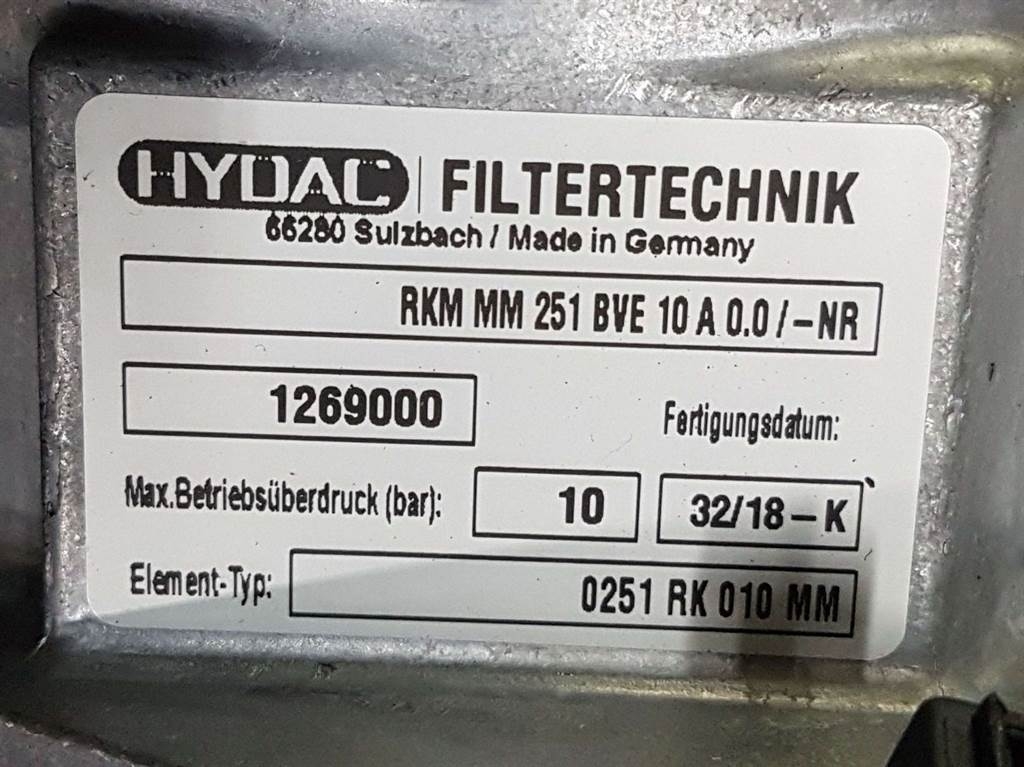 HYDAC FILTERTECHNIK
66280 Sulzbach / Made in Germany
RKM MM 251 BVE 10 A 0.0 / -NR
1269000
Fertigungsdatum:
Max.Betriebsüberdruck (bar): 10 32/18-K
Element-Typ: 0251 RK 010 MM